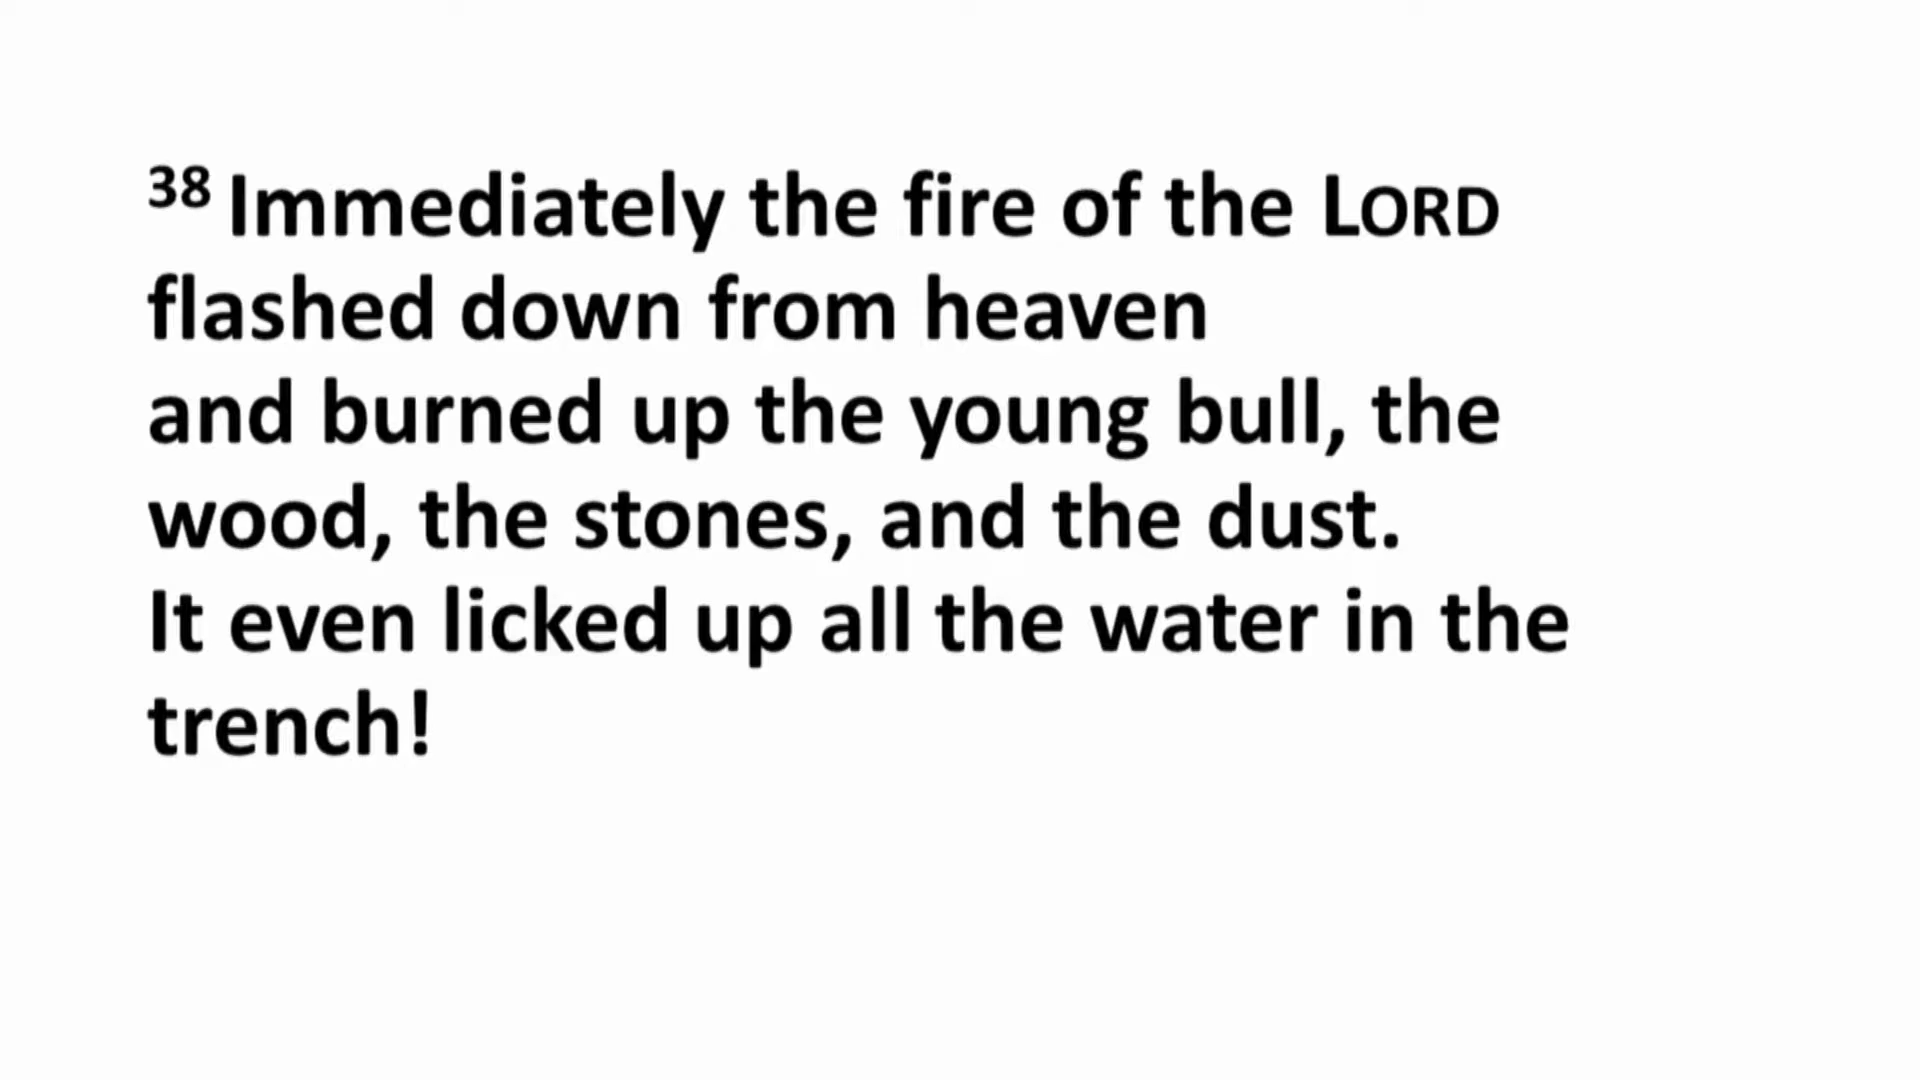 38 Immediately the fire of the LORD
flashed down from heaven
and burned up the young bull, the
wood, the stones, and the dust.
It even licked up all the water in the
trench!